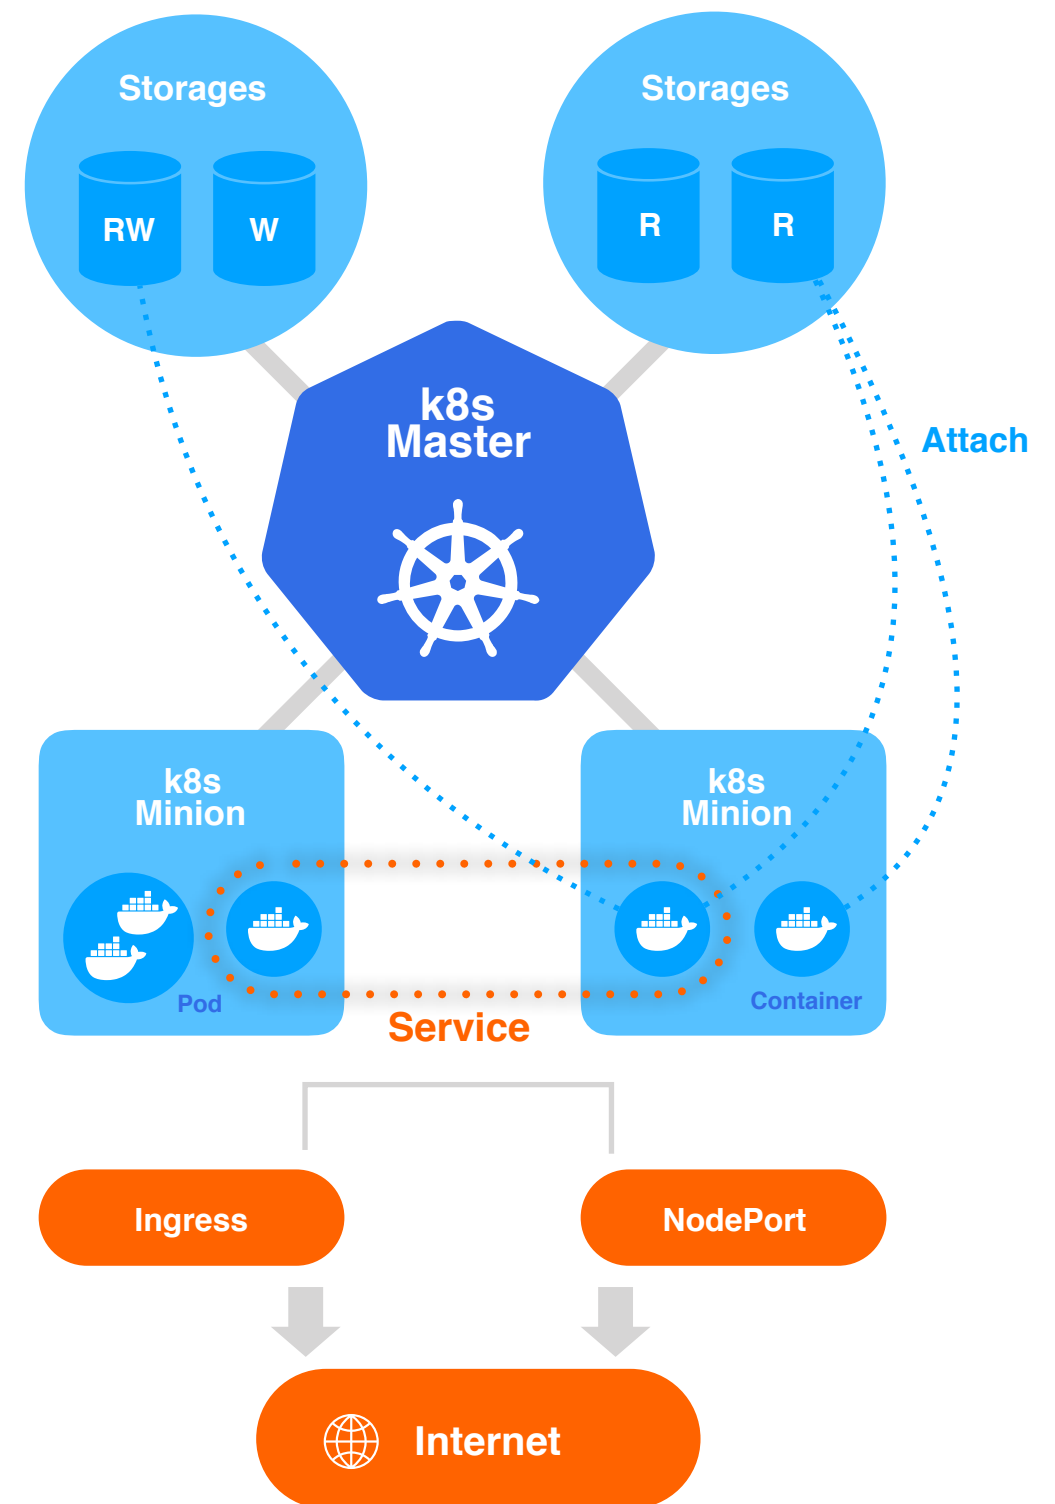 Storages
Storages
RW
W
R
R
k8s
Master
Attach
k8s
Minion
k8s
Minion
Pod
Container
Service
Ingress
NodePort
Internet